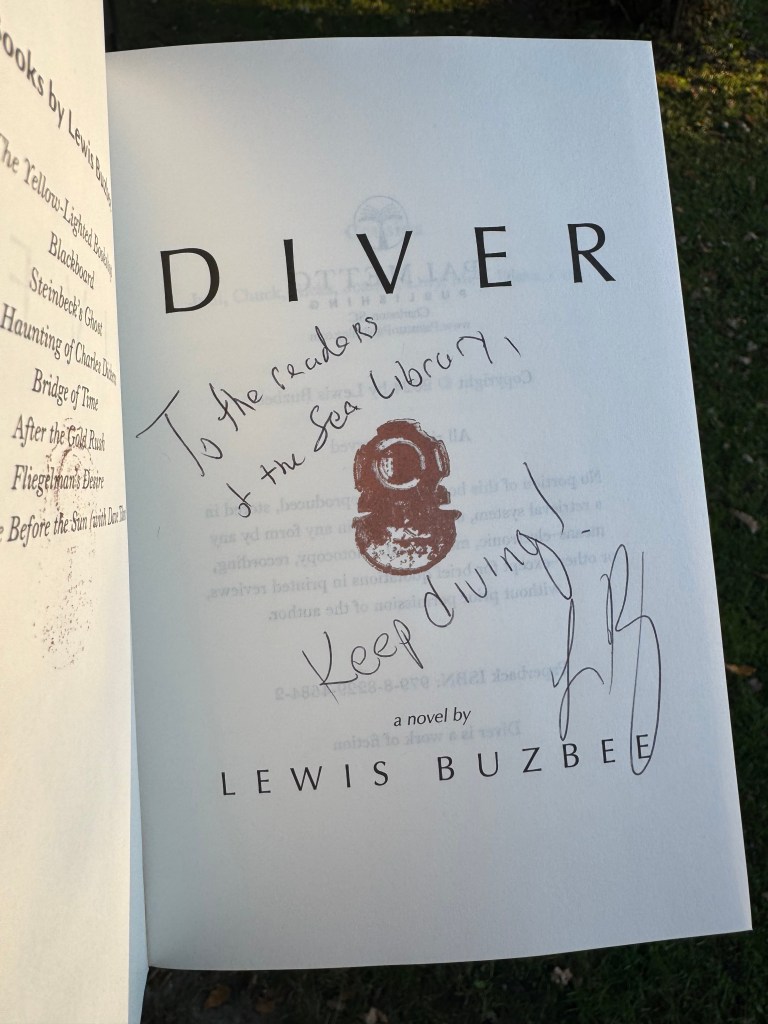 Books by Lewis Buzbee
The Yellow-Lighted
Blackboard
Steinbeck's Ghost
Haunting of Charles Dickens
Bridge of Time
After the Gold Rush
Fliegelman's Desire
Before the Sun (with Dave
DIVER
To the readers
of the Sea Library,
Keep diving!
LB
a novel by
LEWIS BUZBEE